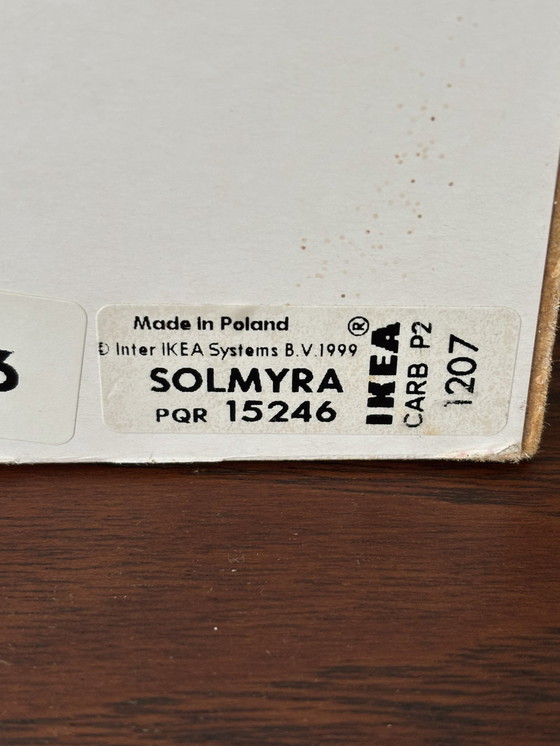 Made In Poland
© Inter IKEA Systems B.V.1999
SOLMYRA
PQR 15246
® IKEA
CARB P2
1207